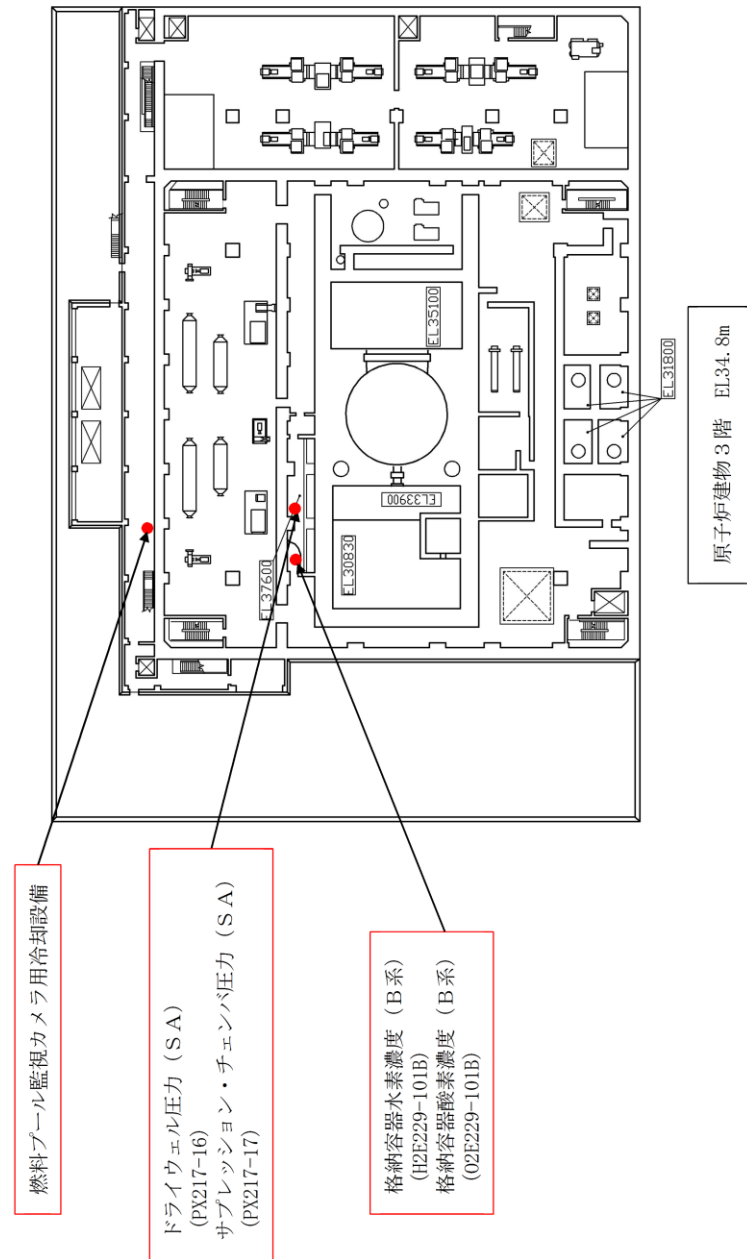 燃料プール監視カメラ用冷却設備
ドライウェル圧力（ＳＡ）
(PX217-16)
サプレッション・チェンバ圧力（ＳＡ）
(PX217-17)
格納容器水素濃度（Ｂ系）
(H2E229-101B)
格納容器酸素濃度（Ｂ系）
(O2E229-101B)
EL37600
EL30830
EL33900
EL35100
EL31800
原子炉建物３階　EL34.8m